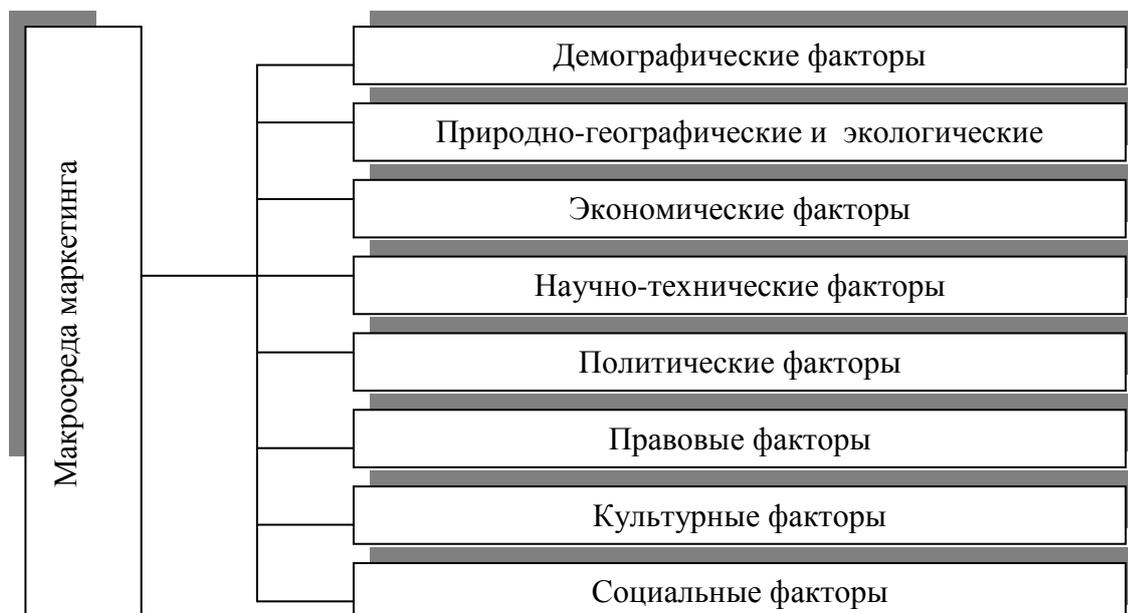 Макросреда маркетинга
Демографические факторы
Природно-географические и экологические
Экономические факторы
Научно-технические факторы
Политические факторы
Правовые факторы
Культурные факторы
Социальные факторы